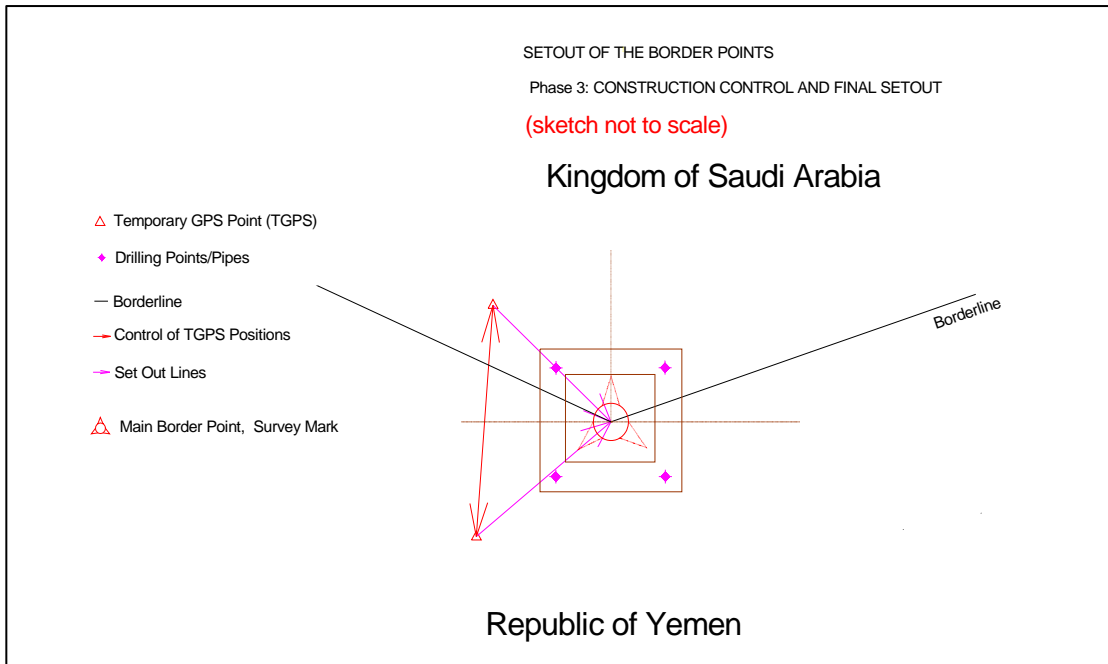 SETOUT OF THE BORDER POINTS
Phase 3: CONSTRUCTION CONTROL AND FINAL SETOUT
(sketch not to scale)
Kingdom of Saudi Arabia
Temporary GPS Point (TGPS)
Drilling Points/Pipes
Borderline
Control of TGPS Positions
Set Out Lines
Main Border Point, Survey Mark
Borderline
Republic of Yemen